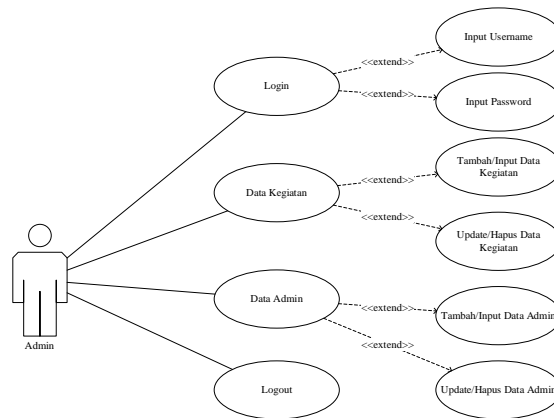 Input Username
<<extend>>
Login
<<extend>>
Input Password
Tambah/Input Data
Kegiatan
<<extend>>
Data Kegiatan
<<extend>>
Update/Hapus Data
Kegiatan
Data Admin
<<extend>>
Tambah/Input Data Admin
Admin
<<extend>>
Logout
Update/Hapus Data Admin